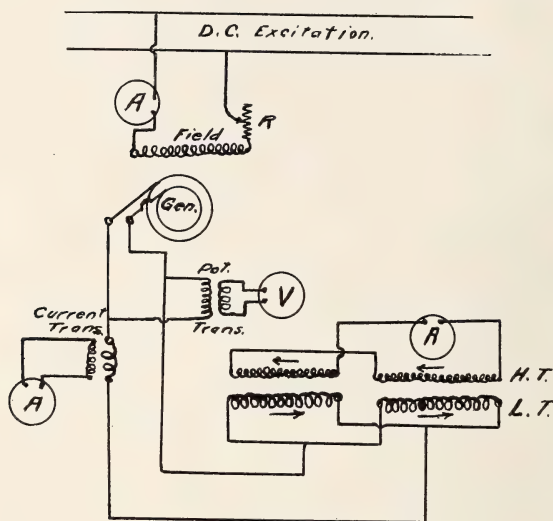 D.C. Excitation.
A
Field
R
Gen.
Pot.
V
Trans.
Current
Trans.
A
R
H.T.
L.T.